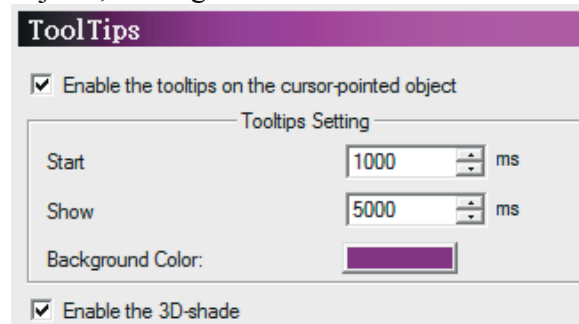 ToolTips
Enable the tooltips on the cursor-pointed object
Tooltips Setting
Start 1000 ms
Show 5000 ms
Background Color:
Enable the 3D-shade